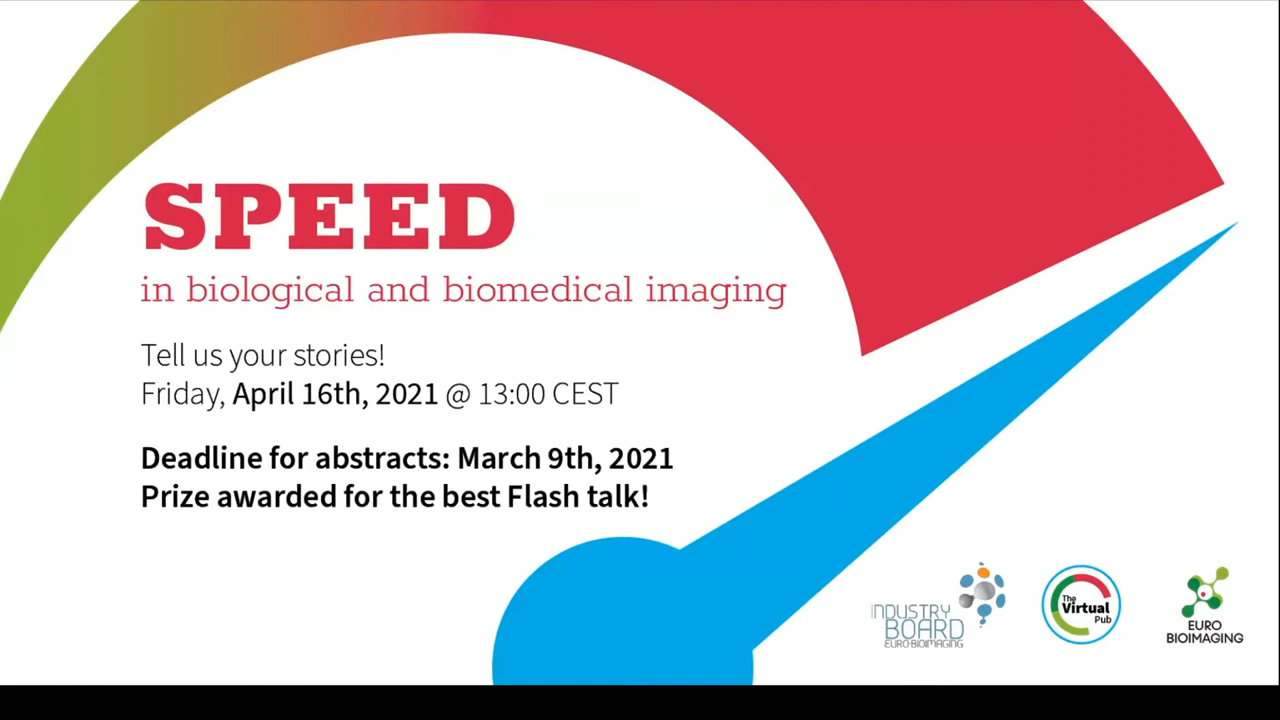 SPEED
in biological and biomedical imaging
Tell us your stories!
Friday, April 16th, 2021 @ 13:00 CEST
Deadline for abstracts: March 9th, 2021
Prize awarded for the best Flash talk!
INDUSTRY
BOARD
EURO-BIOIMAGING
The
Virtual
Pub
EURO
BIOIMAGING